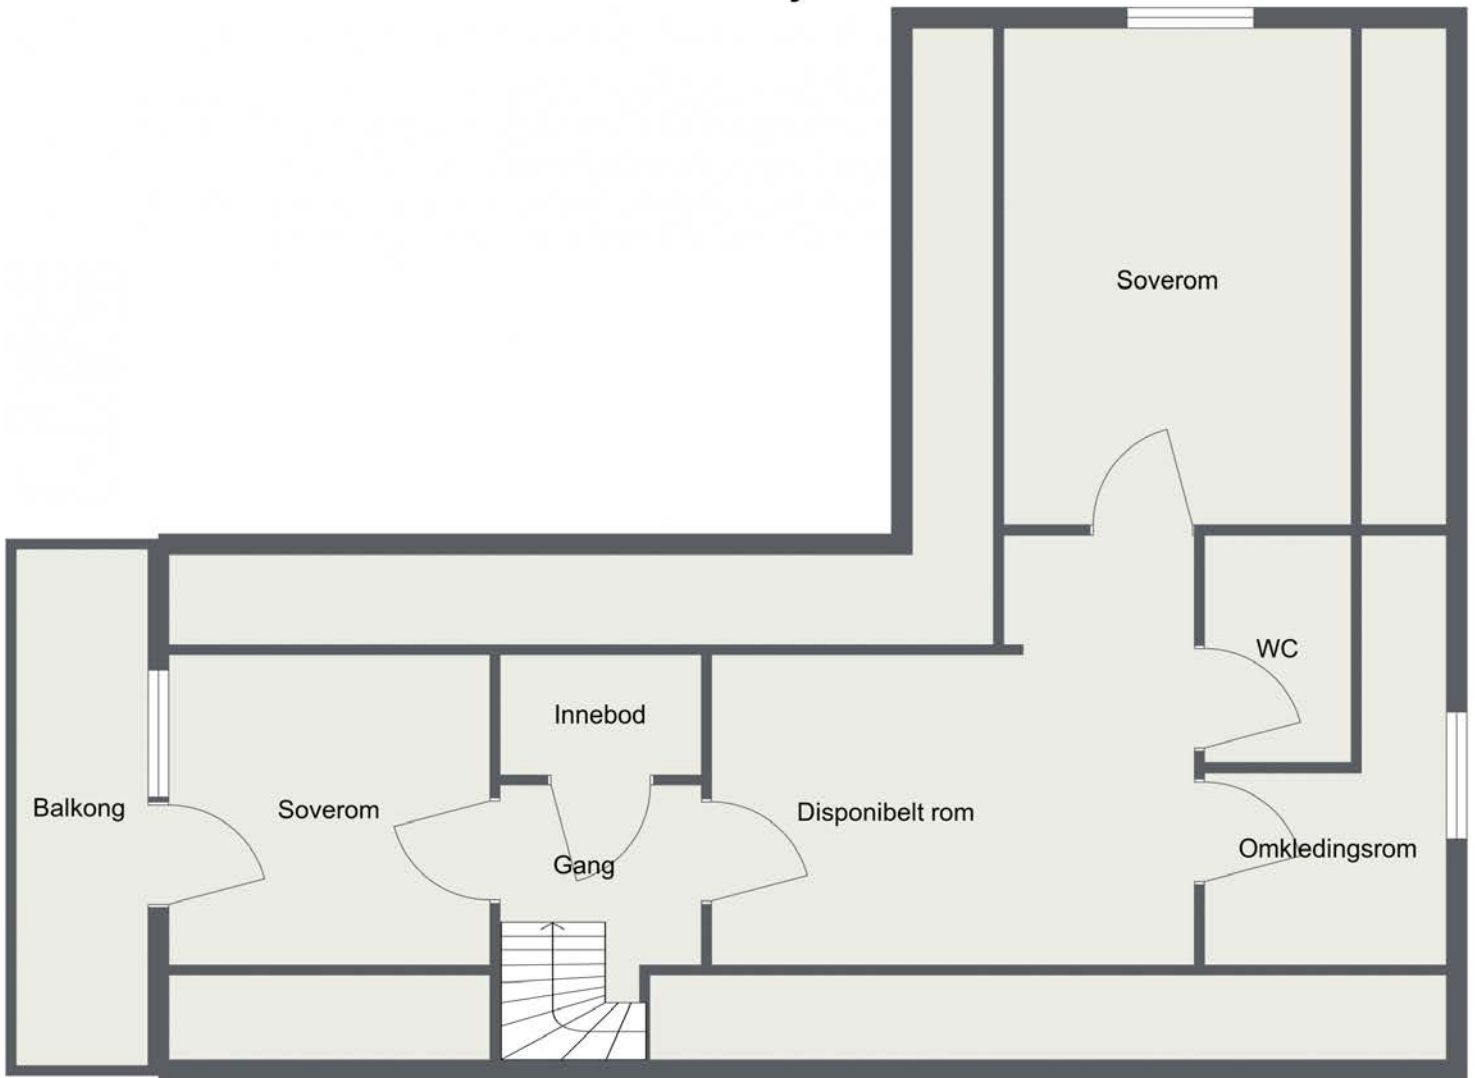 Soverom
WC
Innebod
Balkong
Soverom
Disponibelt rom
Gang
Omkledingsrom